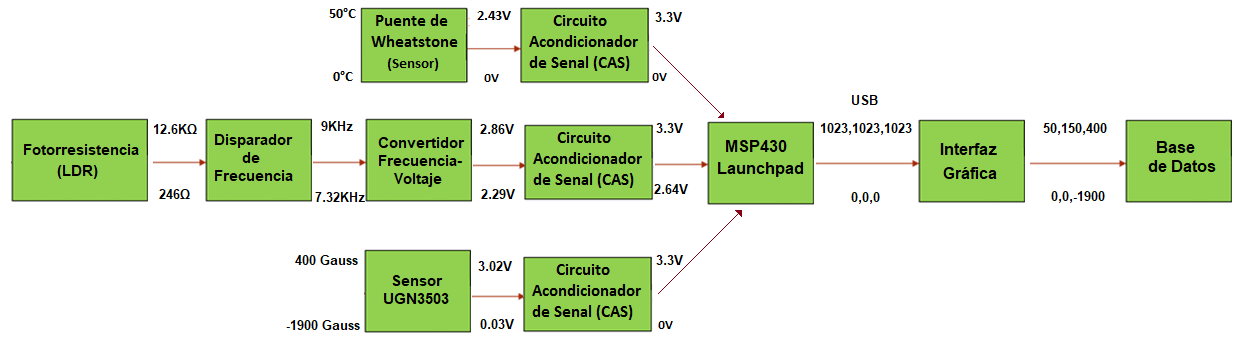 50°C
0°C
Puente de
Wheatstone
(Sensor)
2.43V
0V
Circuito
Acondicionador
de Senal (CAS)
3.3V
0V
Fotorresistencia
(LDR)
12.6KΩ
246Ω
Disparador
de
Frecuencia
9KHz
7.32KHz
Convertidor
Frecuencia-
Voltaje
2.86V
2.29V
Circuito
Acondicionador
de Senal (CAS)
3.3V
2.64V
MSP430
Launchpad
USB
1023,1023,1023
0,0,0
Interfaz
Gráfica
50,150,400
0,0,-1900
Base
de Datos
400 Gauss
-1900 Gauss
Sensor
UGN3503
3.02V
0.03V
Circuito
Acondicionador
de Senal (CAS)
3.3V
0V